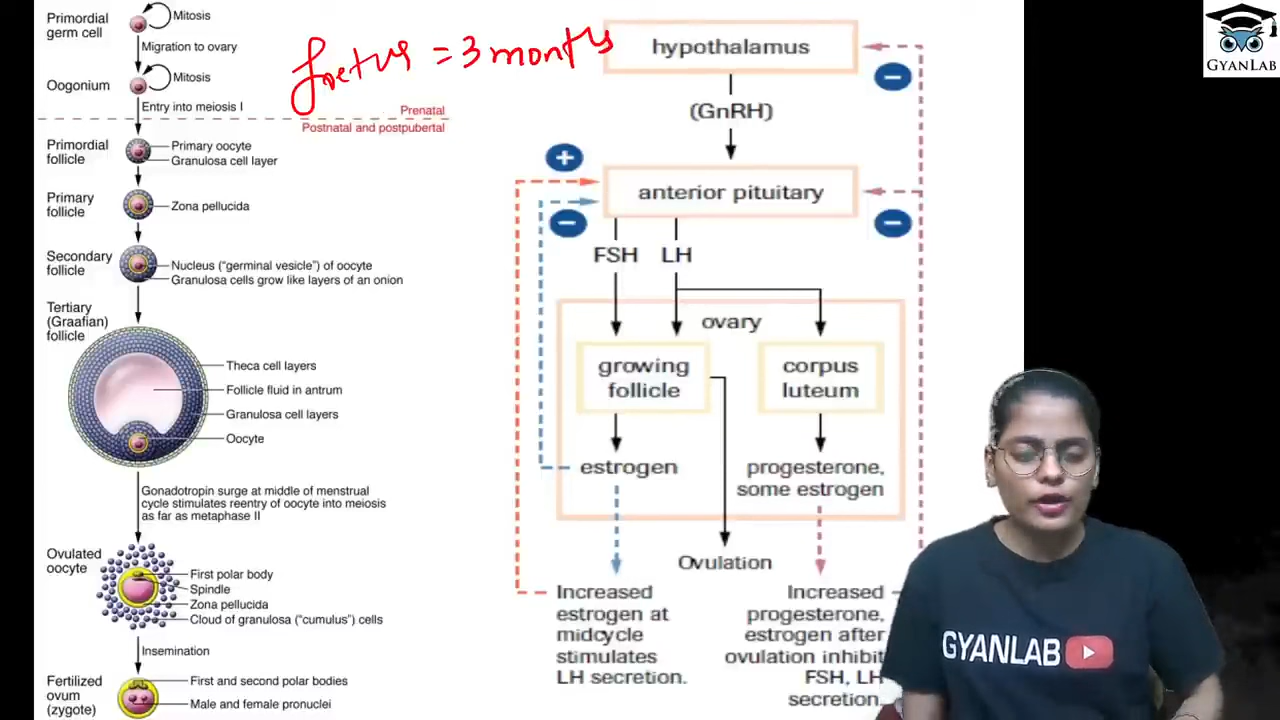 Primordial
germ cell
Mitosis
Migration to ovary
Oogonium
Mitosis
Entry into meiosis I
Prenatal
Postnatal and postpubertal
Primordial
follicle
Primary oocyte
Granulosa cell layer
Primary
follicle
Zona pellucida
Secondary
follicle
Nucleus (“germinal vesicle”) of oocyte
Granulosa cells grow like layers of an onion
Tertiary
(Graafian)
follicle
Theca cell layers
Follicle fluid in antrum
Granulosa cell layers
Oocyte
Gonadotropin surge at middle of menstrual
cycle stimulates reentry of oocyte into meiosis
as far as metaphase II
Ovulated
oocyte
First polar body
Spindle
Zona pellucida
Cloud of granulosa (“cumulus”) cells
Insemination
Fertilized
ovum
(zygote)
First and second polar bodies
Male and female pronuclei
foetus = 3 months
hypothalamus
−
(GnRH)
+
anterior pituitary
−
−
FSH LH
ovary
growing
follicle
corpus
luteum
estrogen
progesterone,
some estrogen
Ovulation
Increased
estrogen at
midcycle
stimulates
LH secretion.
Increased
progesterone,
estrogen after
ovulation inhibit
FSH, LH
secretion.
GYANLAB
GYANLAB